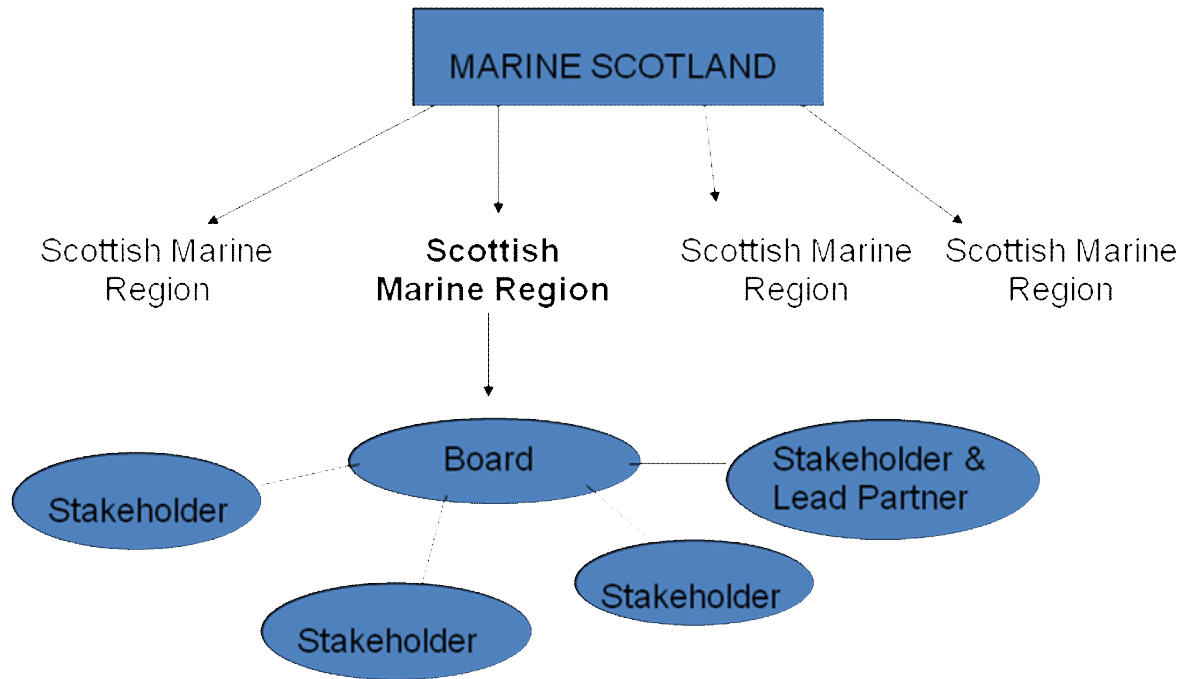 MARINE SCOTLAND
Scottish Marine
Region
Scottish
Marine Region
Scottish Marine
Region
Scottish Marine
Region
Board
Stakeholder &
Lead Partner
Stakeholder
Stakeholder
Stakeholder